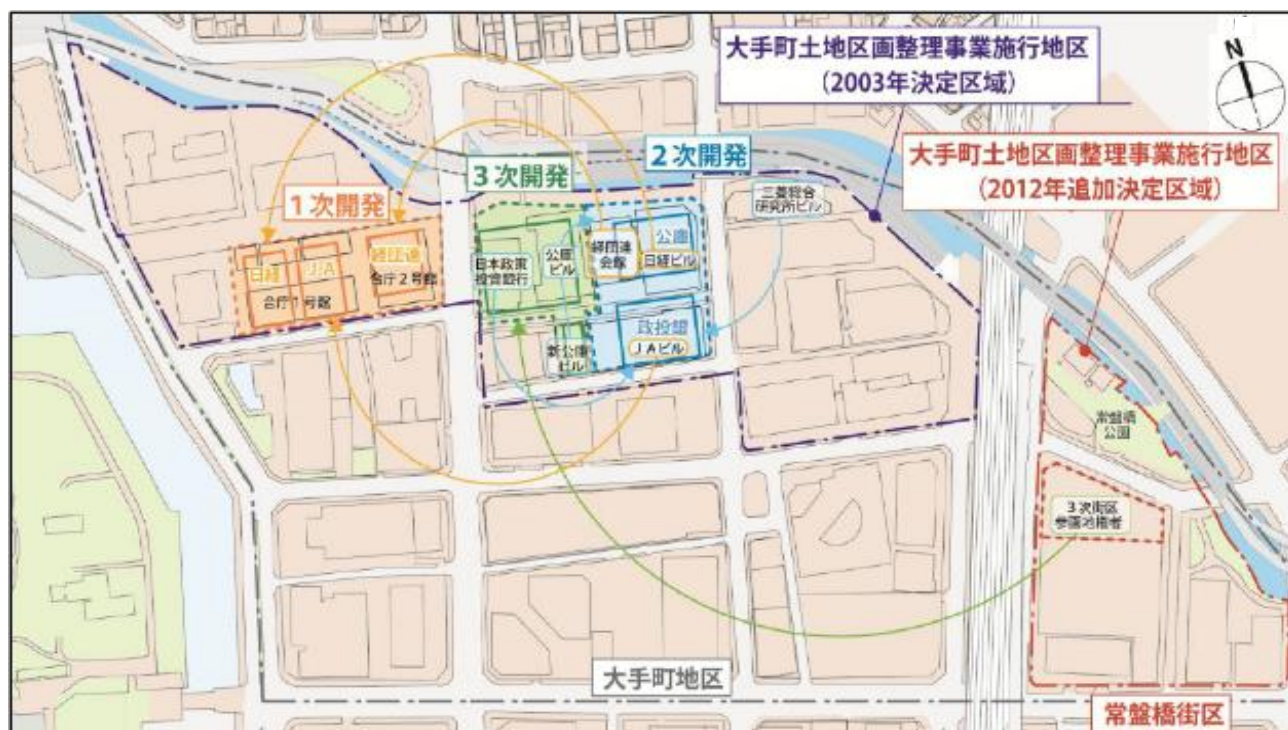 大手町土地区画整理事業施行地区
(2003年決定区域)
N
大手町土地区画整理事業施行地区
(2012年追加決定区域)
2次開発
3次開発
1次開発
三菱総合
研究所ビル
日経
JA
経団連
合庁1号館
合庁2号館
日本政策
投資銀行
公庫
ビル
経団連
会館
公庫
日経ビル
政投銀
JAビル
新公庫
ビル
常盤橋
公園
3次街区
参画地権者
大手町地区
常盤橋街区